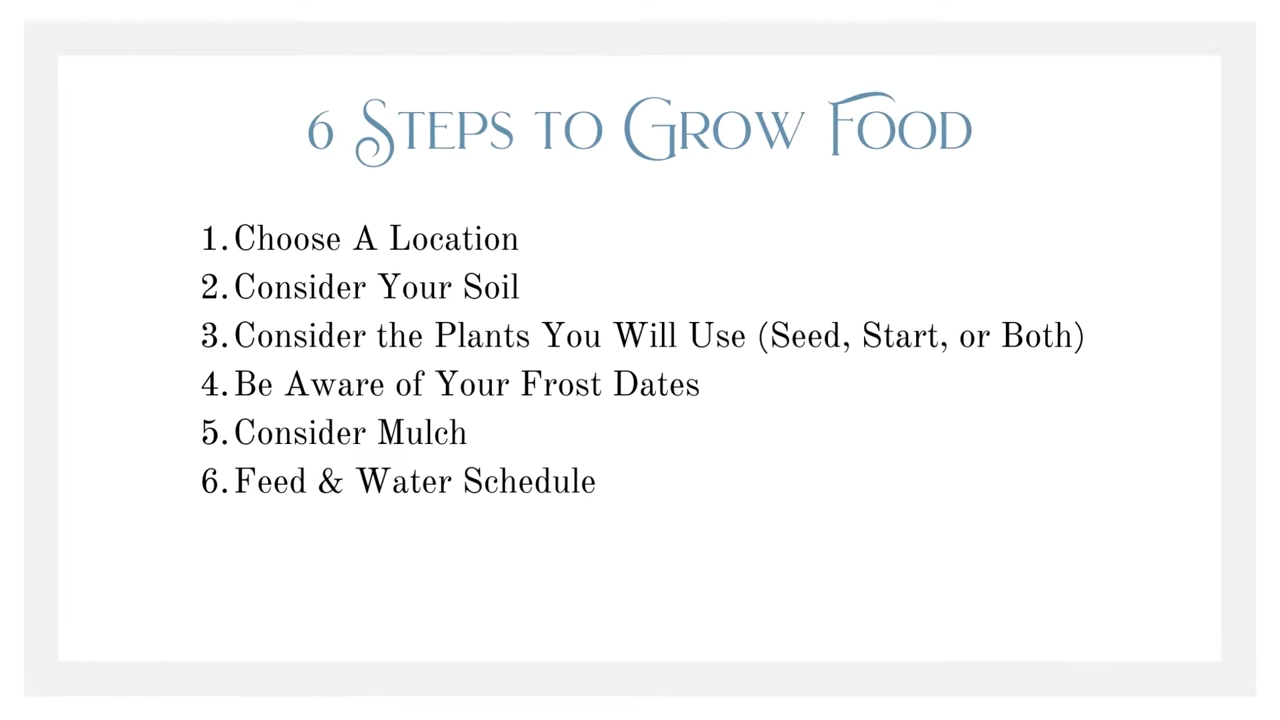 6 Steps to Grow Food
1. Choose A Location
2. Consider Your Soil
3. Consider the Plants You Will Use (Seed, Start, or Both)
4. Be Aware of Your Frost Dates
5. Consider Mulch
6. Feed & Water Schedule